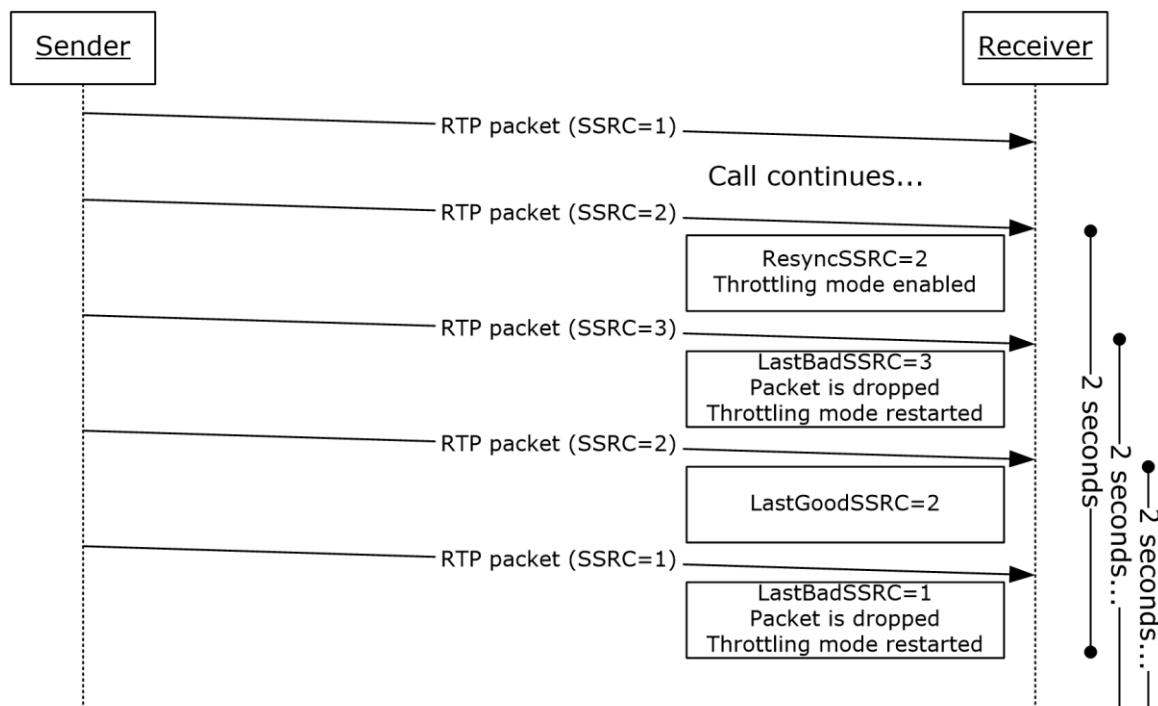 Sender
Receiver
RTP packet (SSRC=1)
Call continues...
RTP packet (SSRC=2)
ResyncSSRC=2
Throttling mode enabled
RTP packet (SSRC=3)
LastBadSSRC=3
Packet is dropped
Throttling mode restarted
RTP packet (SSRC=2)
LastGoodSSRC=2
RTP packet (SSRC=1)
LastBadSSRC=1
Packet is dropped
Throttling mode restarted
2 seconds
2 seconds...
2 seconds...